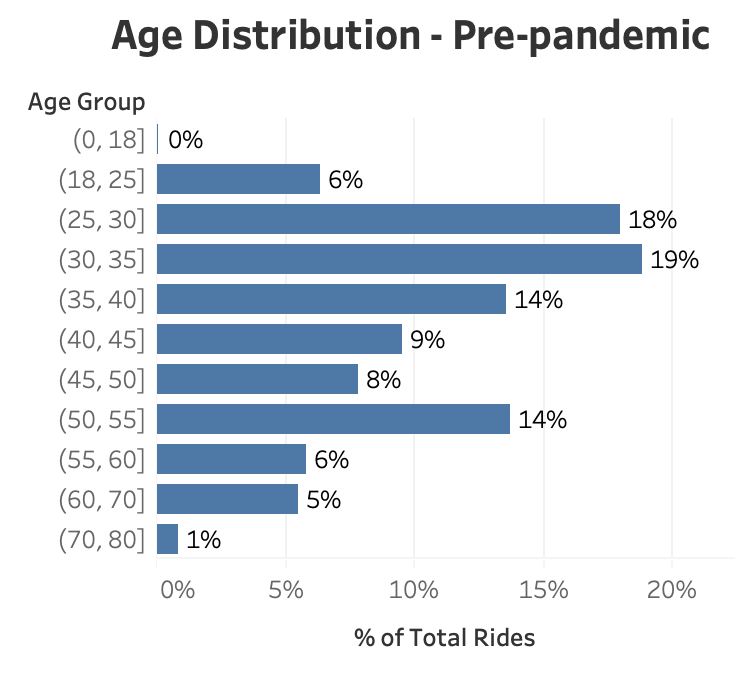 Age Distribution - Pre-pandemic
Age Group
(0, 18] 0%
(18, 25] 6%
(25, 30] 18%
(30, 35] 19%
(35, 40] 14%
(40, 45] 9%
(45, 50] 8%
(50, 55] 14%
(55, 60] 6%
(60, 70] 5%
(70, 80] 1%
0% 5% 10% 15% 20%
% of Total Rides